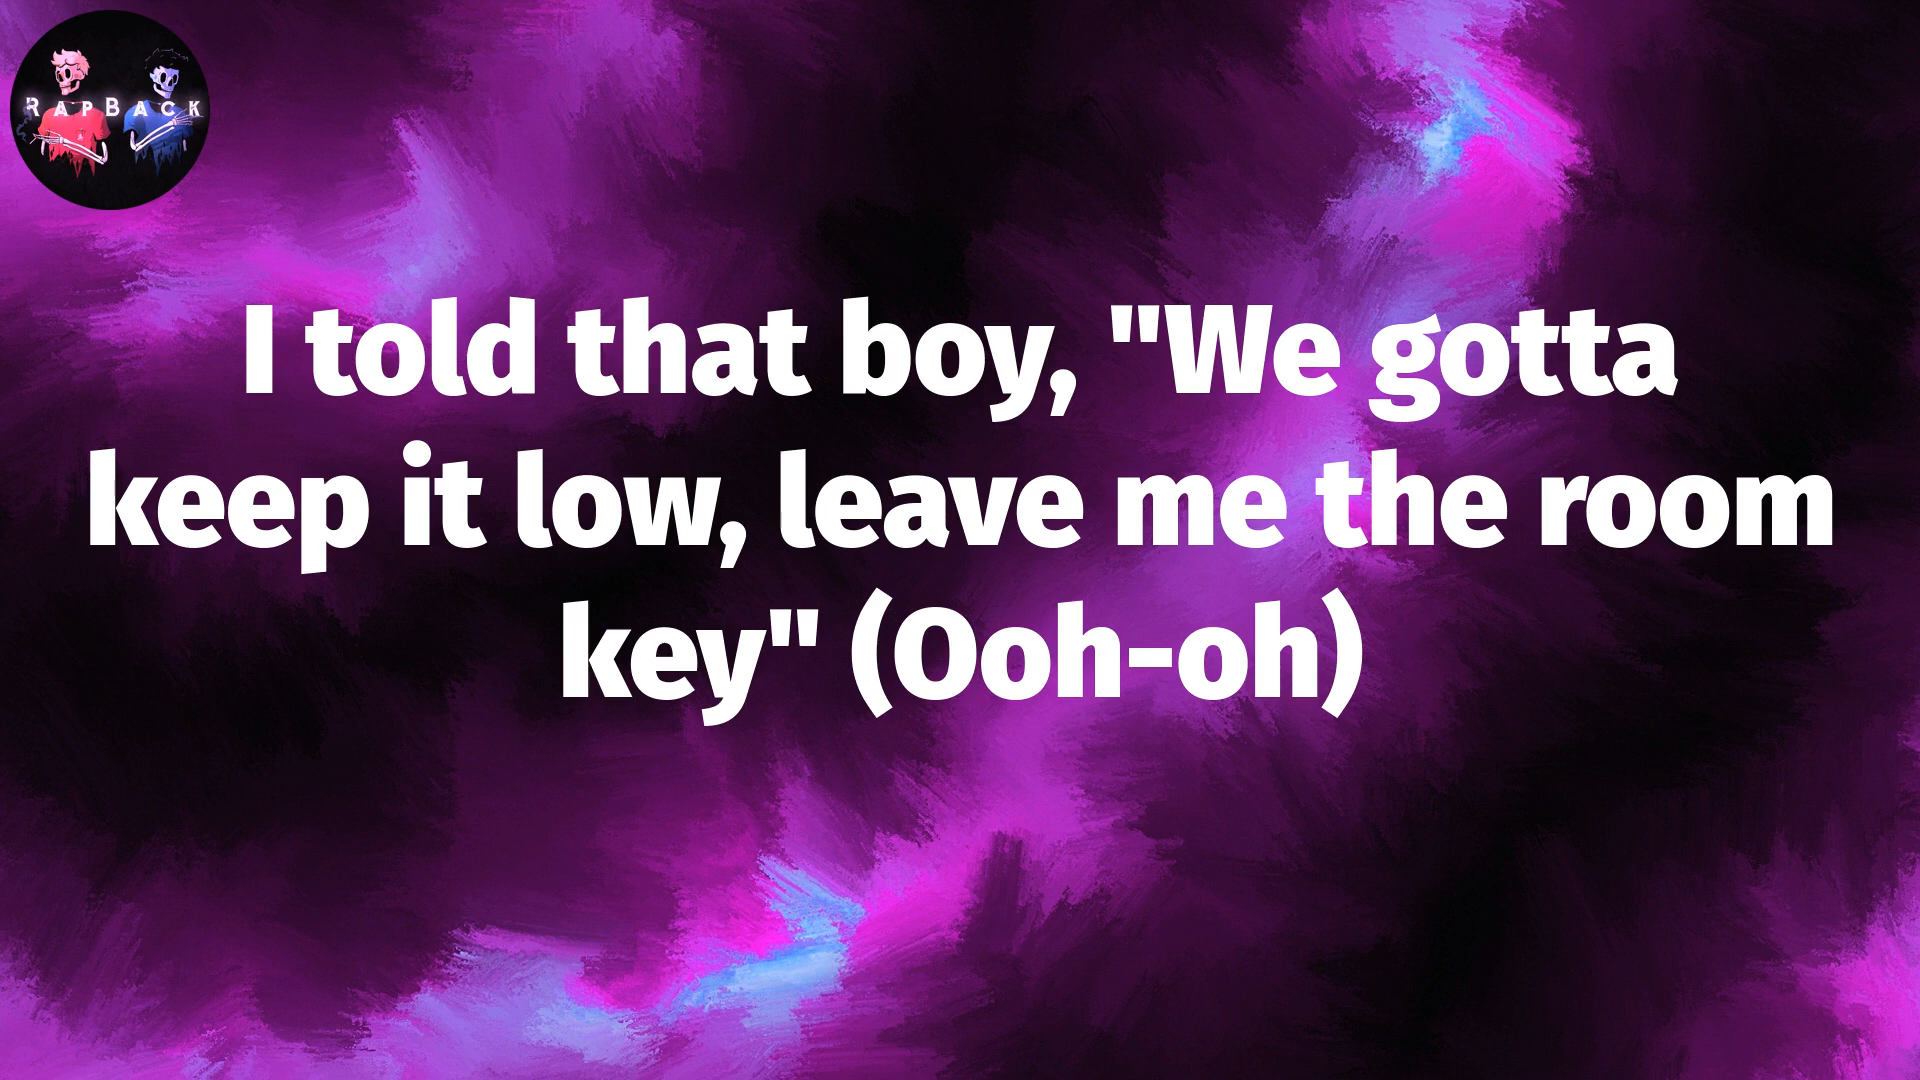 RAPBACK
I told that boy, "We gotta
keep it low, leave me the room
key" (Ooh-oh)